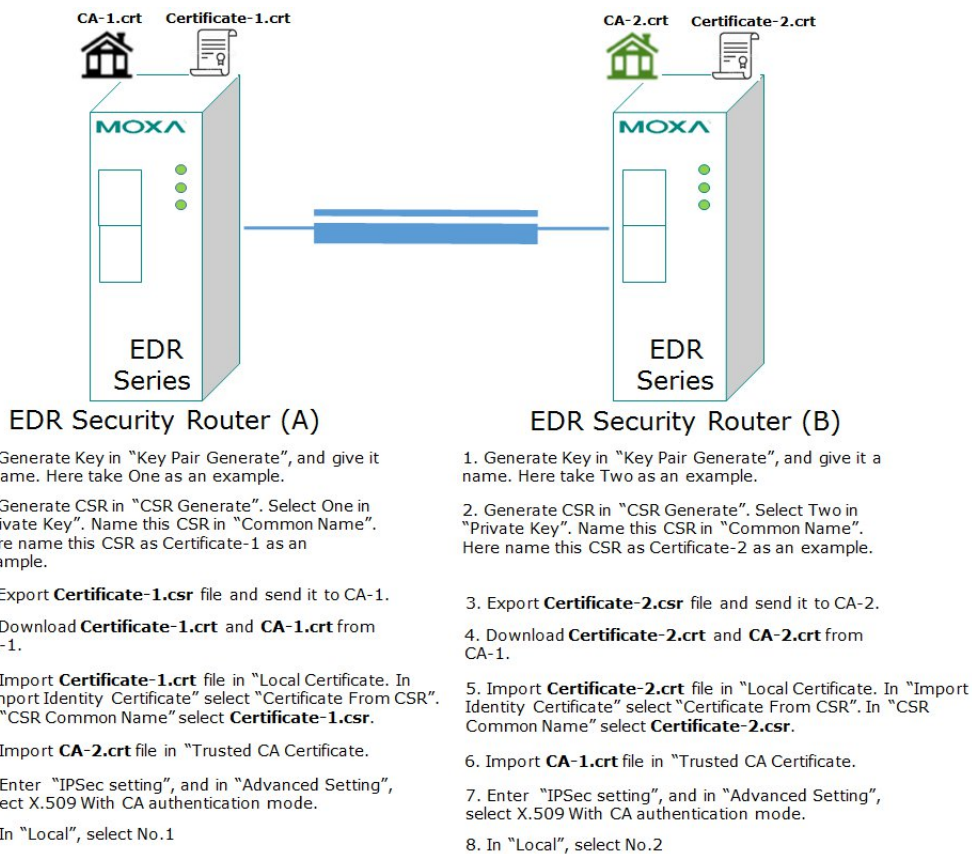 CA-1.crt Certificate-1.crt
CA-2.crt Certificate-2.crt
MOXA
MOXA
EDR
Series
EDR
Series
EDR Security Router (A)
Generate Key in “Key Pair Generate”, and give it
ame. Here take One as an example.
Generate CSR in “CSR Generate”. Select One in
ivate Key”. Name this CSR in “Common Name”.
re name this CSR as Certificate-1 as an
ample.
Export Certificate-1.csr file and send it to CA-1.
Download Certificate-1.crt and CA-1.crt from
-1.
Import Certificate-1.crt file in “Local Certificate. In
mport Identity Certificate” select “Certificate From CSR”.
“CSR Common Name” select Certificate-1.csr.
Import CA-2.crt file in “Trusted CA Certificate.
Enter “IPSec setting”, and in “Advanced Setting”,
ect X.509 With CA authentication mode.
In “Local”, select No.1
EDR Security Router (B)
1. Generate Key in “Key Pair Generate”, and give it a
name. Here take Two as an example.
2. Generate CSR in “CSR Generate”. Select Two in
“Private Key”. Name this CSR in “Common Name”.
Here name this CSR as Certificate-2 as an example.
3. Export Certificate-2.csr file and send it to CA-2.
4. Download Certificate-2.crt and CA-2.crt from
CA-1.
5. Import Certificate-2.crt file in “Local Certificate. In “Import
Identity Certificate” select “Certificate From CSR”. In “CSR
Common Name” select Certificate-2.csr.
6. Import CA-1.crt file in “Trusted CA Certificate.
7. Enter “IPSec setting”, and in “Advanced Setting”,
select X.509 With CA authentication mode.
8. In “Local”, select No.2